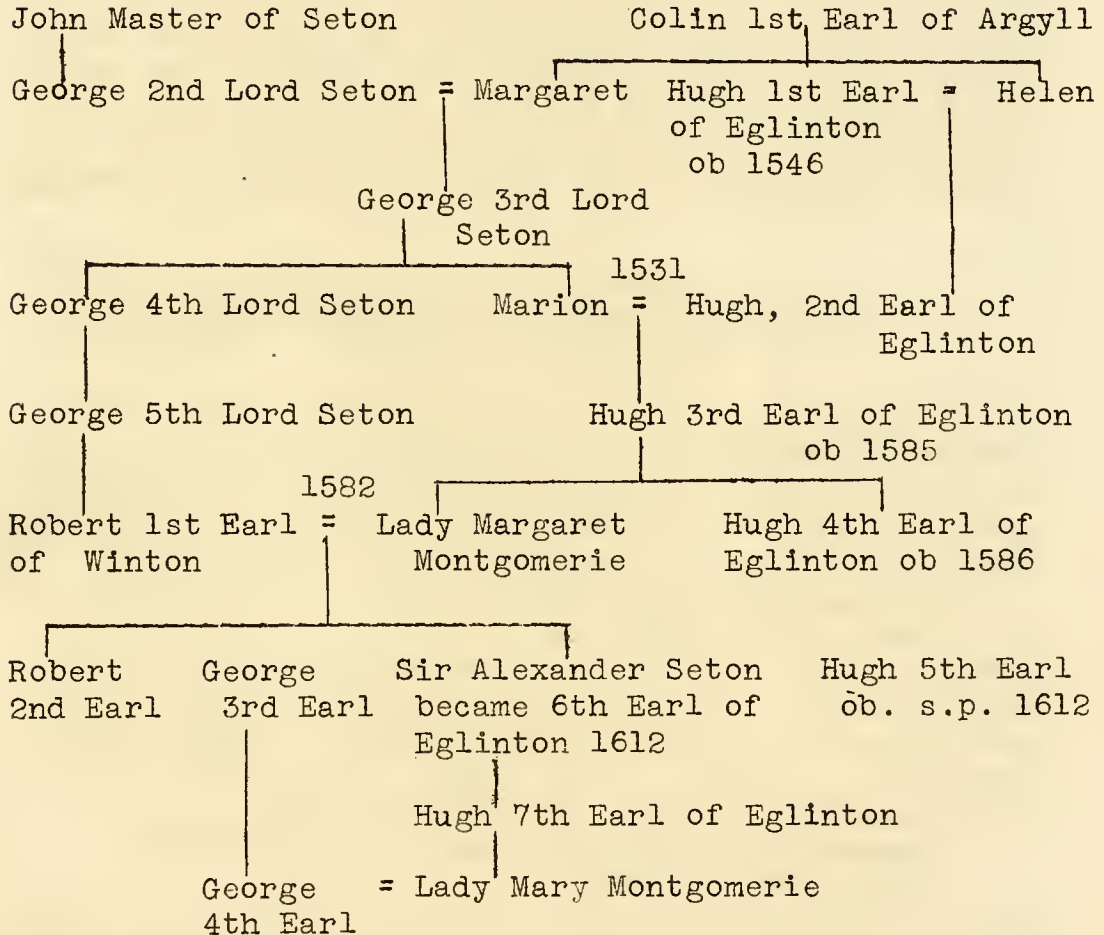 John Master of Seton Colin 1st Earl of Argyll
George 2nd Lord Seton = Margaret Hugh 1st Earl = Helen
of Eglinton
ob 1546
George 3rd Lord
Seton
1531
George 4th Lord Seton Marion = Hugh, 2nd Earl of
Eglinton
George 5th Lord Seton Hugh 3rd Earl of Eglinton
ob 1585
1582
Robert 1st Earl = Lady Margaret Hugh 4th Earl of
of Winton Montgomerie Eglinton ob 1586
Robert George Sir Alexander Seton Hugh 5th Earl
2nd Earl 3rd Earl became 6th Earl of ob. s.p. 1612
Eglinton 1612
Hugh 7th Earl of Eglinton
George = Lady Mary Montgomerie
4th Earl